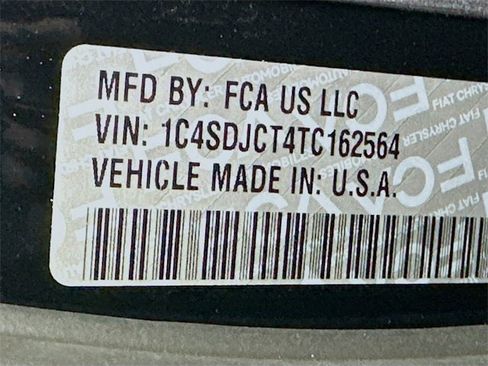 MFD BY: FCA US LLC
VIN: 1C4SDJCT4TC162564
VEHICLE MADE IN: U.S.A.